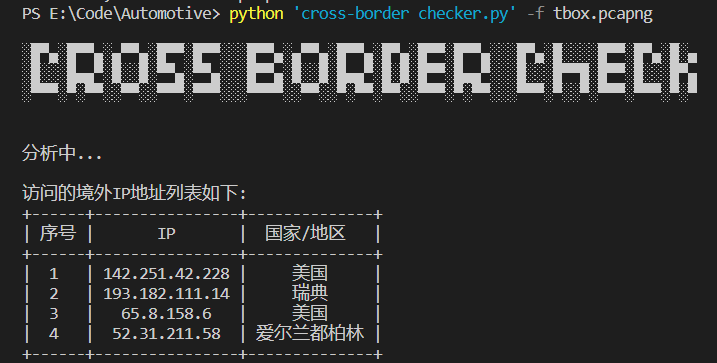 PS E:\Code\Automotive> python 'cross-border checker.py' -f tbox.pcapng
CROSS BORDER Check
分析中...
访问的境外IP地址列表如下:
+------+---------------+--------------+
| 序号 | IP | 国家/地区 |
+------+---------------+--------------+
| 1 | 142.251.42.228 | 美国 |
| 2 | 193.182.111.14 | 瑞典 |
| 3 | 65.8.158.6 | 美国 |
| 4 | 52.31.211.58 | 爱尔兰都柏林 |
+------+---------------+--------------+